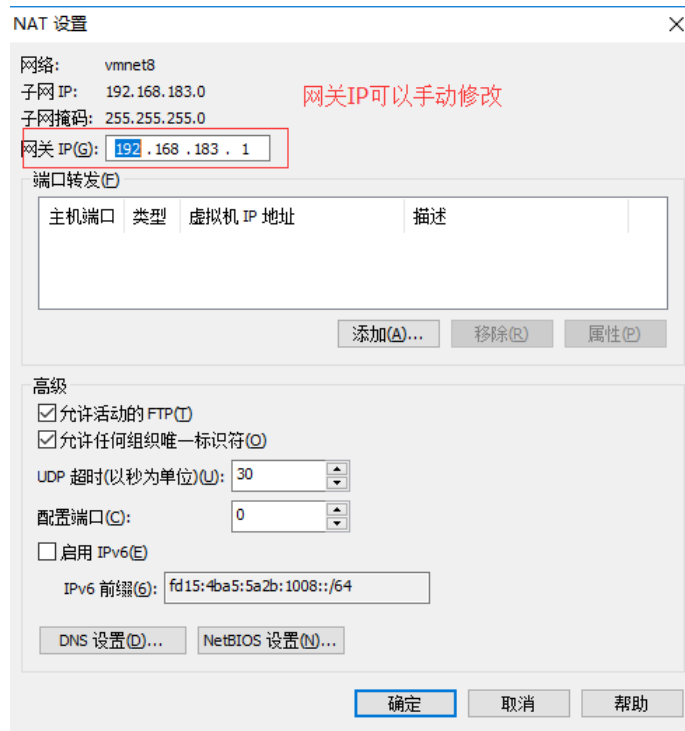 NAT 设置
网络: vmnet8
子网 IP: 192.168.183.0
网关IP可以手动修改
子网掩码: 255.255.255.0
网关 IP(G): 192 . 168 . 183 . 1
端口转发(F)
主机端口 类型 虚拟机 IP 地址 描述
添加(A)... 移除(R) 属性(P)
高级
允许活动的 FTP(T)
允许任何组织唯一标识符(O)
UDP 超时(以秒为单位)(U): 30
配置端口(C): 0
启用 IPv6(E)
IPv6 前缀(6): fd15:4ba5:5a2b:1008::/64
DNS 设置(D)... NetBIOS 设置(N)...
确定 取消 帮助